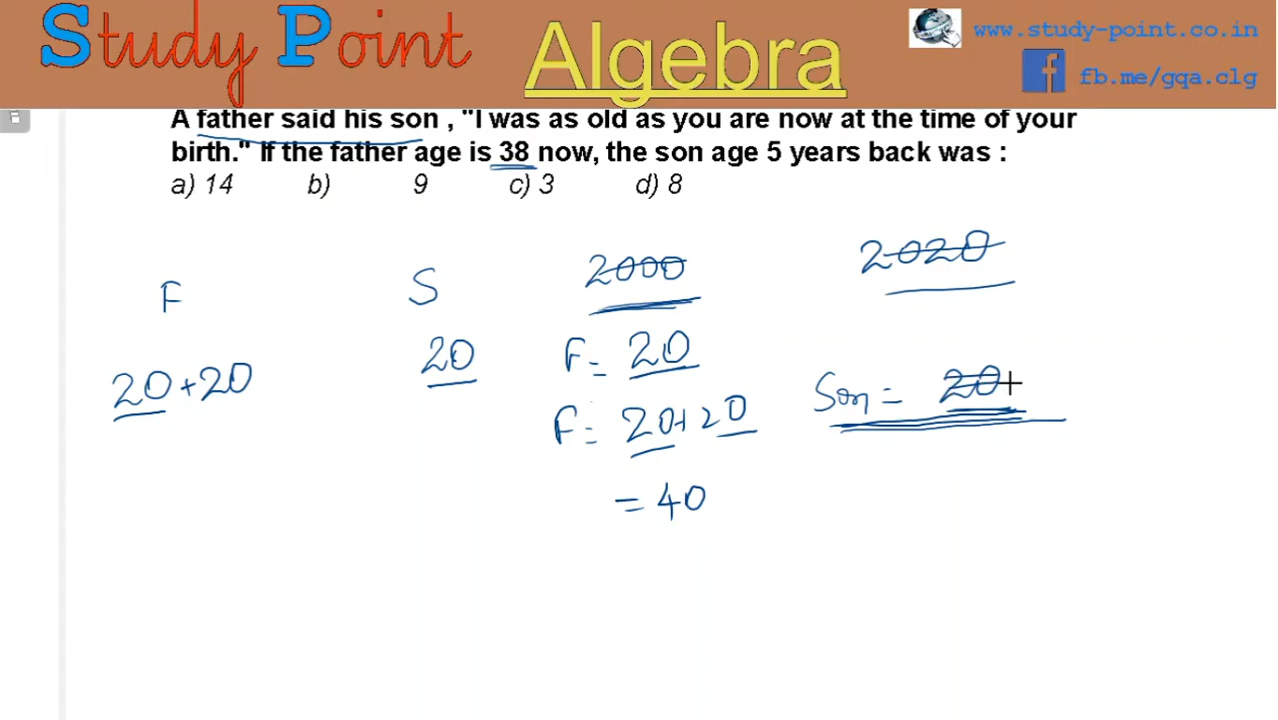 Study Point
Algebra
www.study-point.co.in
fb.me/gqa.clg
A father said his son , "I was as old as you are now at the time of your
birth." If the father age is 38 now, the son age 5 years back was :
a) 14 b) 9 c) 3 d) 8
F S 2000 2020
20+20 20 F = 20
F = 20+20 Son = 20
= 40